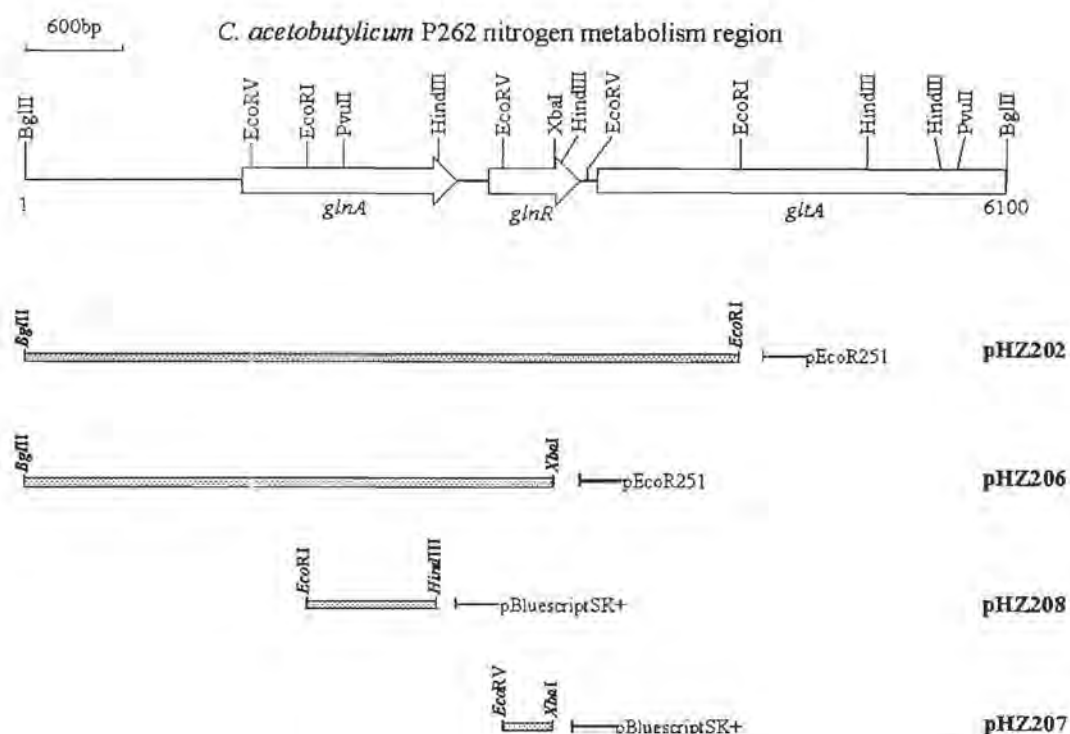 600bp
C. acetobutylicum P262 nitrogen metabolism region
BglII
EcoRV
EcoRI
PvuII
HindIII
EcoRV
XbaI
HindIII
EcoRV
EcoRI
HindIII
HindIII
PvuII
BglII
1
glnA
glnR
gltA
6100
BglII
EcoRI
pEcoR251
pHZ202
BglII
XbaI
pEcoR251
pHZ206
EcoRI
HindIII
pBluescriptSK+
pHZ208
EcoRV
XbaI
pBluescriptSK+
pHZ207